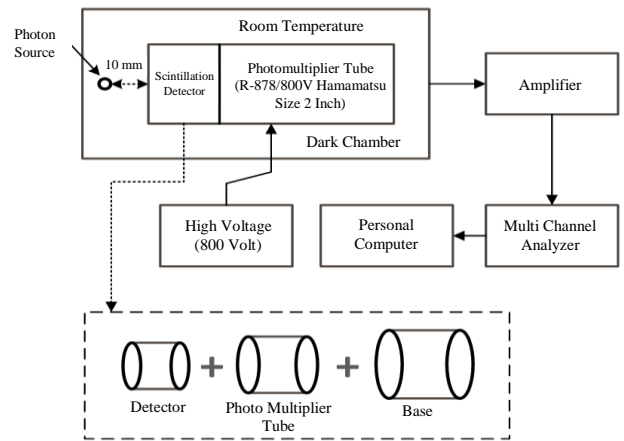 Room Temperature
Photon
Source
10 mm
Scintillation
Detector
Photomultiplier Tube
(R-878/800V Hamamatsu
Size 2 Inch)
Dark Chamber
Amplifier
High Voltage
(800 Volt)
Personal
Computer
Multi Channel
Analyzer
Detector
Photo Multiplier
Tube
Base